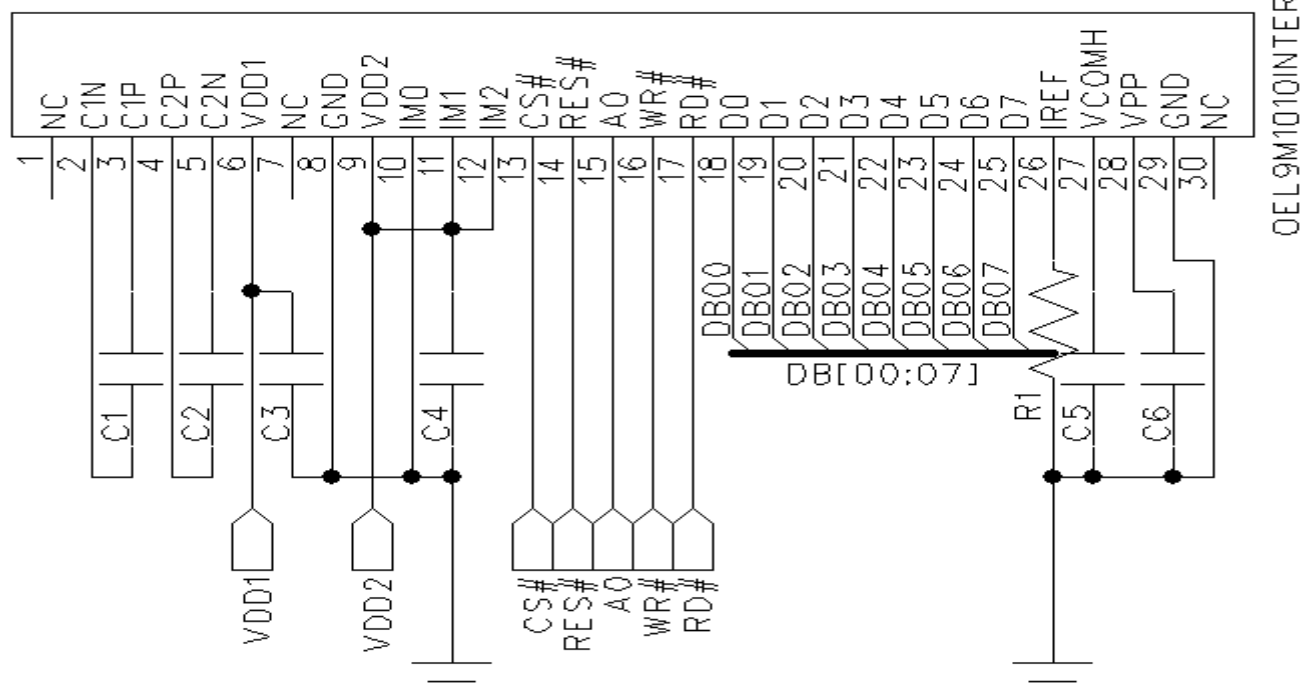 NC
C1N
C1P
C2P
C2N
VDD1
NC
GND
VDD2
IM0
IM1
IM2
CS#
RES#
A0
WR#
RD#
D0
D1
D2
D3
D4
D5
D6
D7
IREF
VCOMH
VPP
GND
NC
1
2
3
4
5
6
7
8
9
10
11
12
13
14
15
16
17
18
19
20
21
22
23
24
25
26
27
28
29
30
OEL9M1010INTER
DB00
DB01
DB02
DB03
DB04
DB05
DB06
DB07
DB[00:07]
C1
C2
C3
C4
R1
C5
C6
VDD1
VDD2
CS#
RES#
A0
WR#
RD#